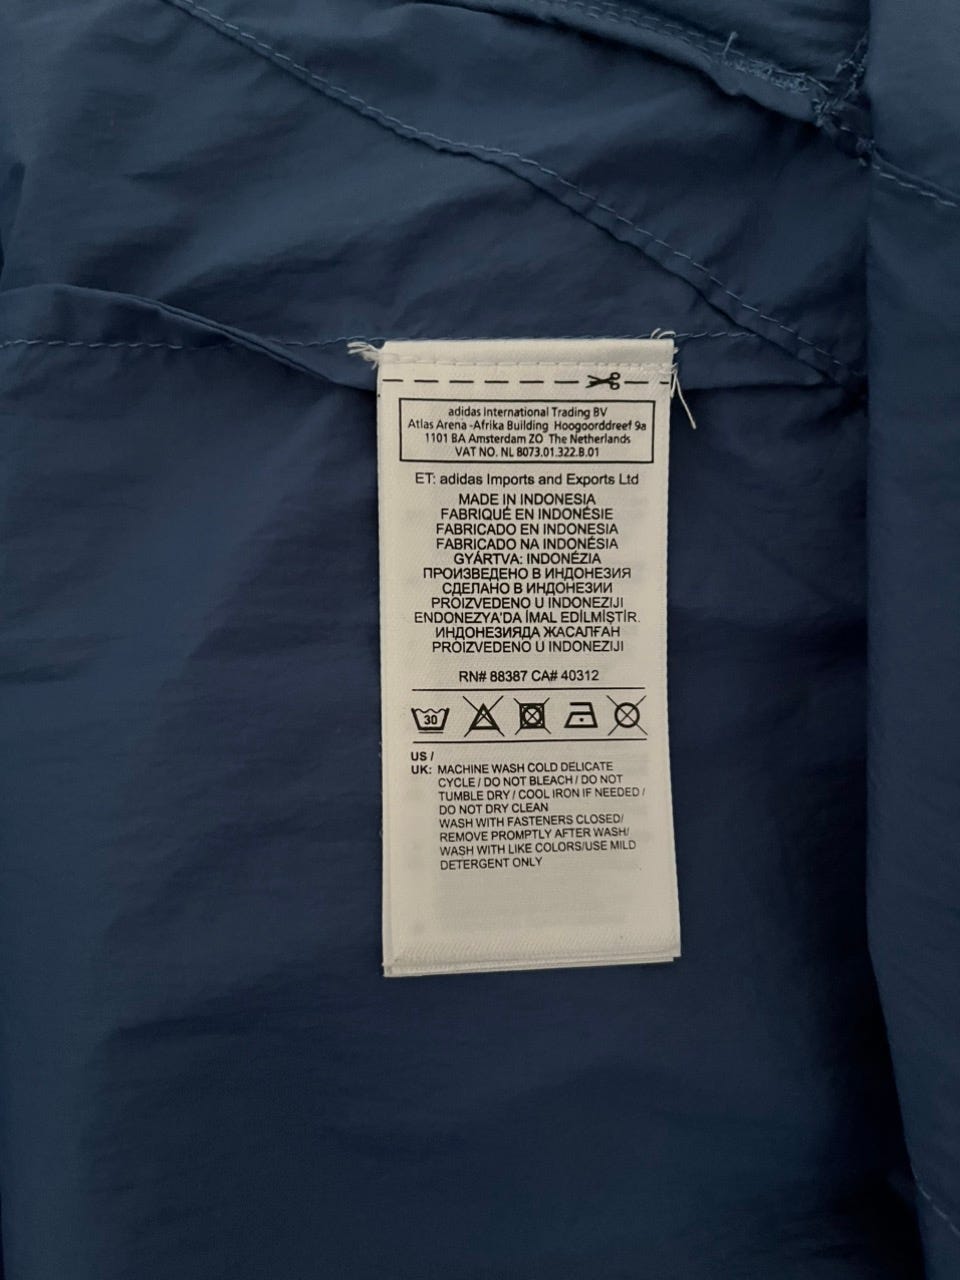 adidas International Trading BV
Atlas Arena -Afrika Building Hoogoorddreef 9a
1101 BA Amsterdam ZO The Netherlands
VAT NO. NL 8073.01.322.B.01
ET: adidas Imports and Exports Ltd
MADE IN INDONESIA
FABRIQUÉ EN INDONÉSIE
FABRICADO EN INDONESIA
FABRICADO NA INDONÉSIA
GYÁRTVA: INDONÉZIA
ПРОИЗВЕДЕНО В ИНДОНЕЗИЯ
СДЕЛАНО В ИНДОНЕЗИИ
PROIZVEDENO U INDONEZIJI
ENDONEZYA'DA İMAL EDİLMİŞTİR.
ИНДОНЕЗИЯДА ЖАСАЛҒАН
PROIZVEDENO U INDONEZIJI
RN# 88387 CA# 40312
30
US /
UK: MACHINE WASH COLD DELICATE
CYCLE / DO NOT BLEACH / DO NOT
TUMBLE DRY / COOL IRON IF NEEDED /
DO NOT DRY CLEAN
WASH WITH FASTENERS CLOSED/
REMOVE PROMPTLY AFTER WASH/
WASH WITH LIKE COLORS/USE MILD
DETERGENT ONLY